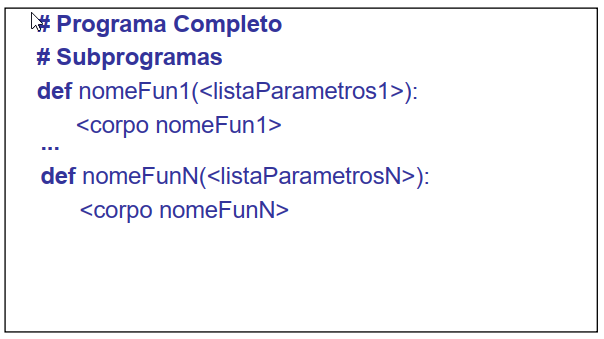 # Programa Completo
# Subprogramas
def nomeFun1(<listaParametros1>):
<corpo nomeFun1>
...
def nomeFunN(<listaParametrosN>):
<corpo nomeFunN>